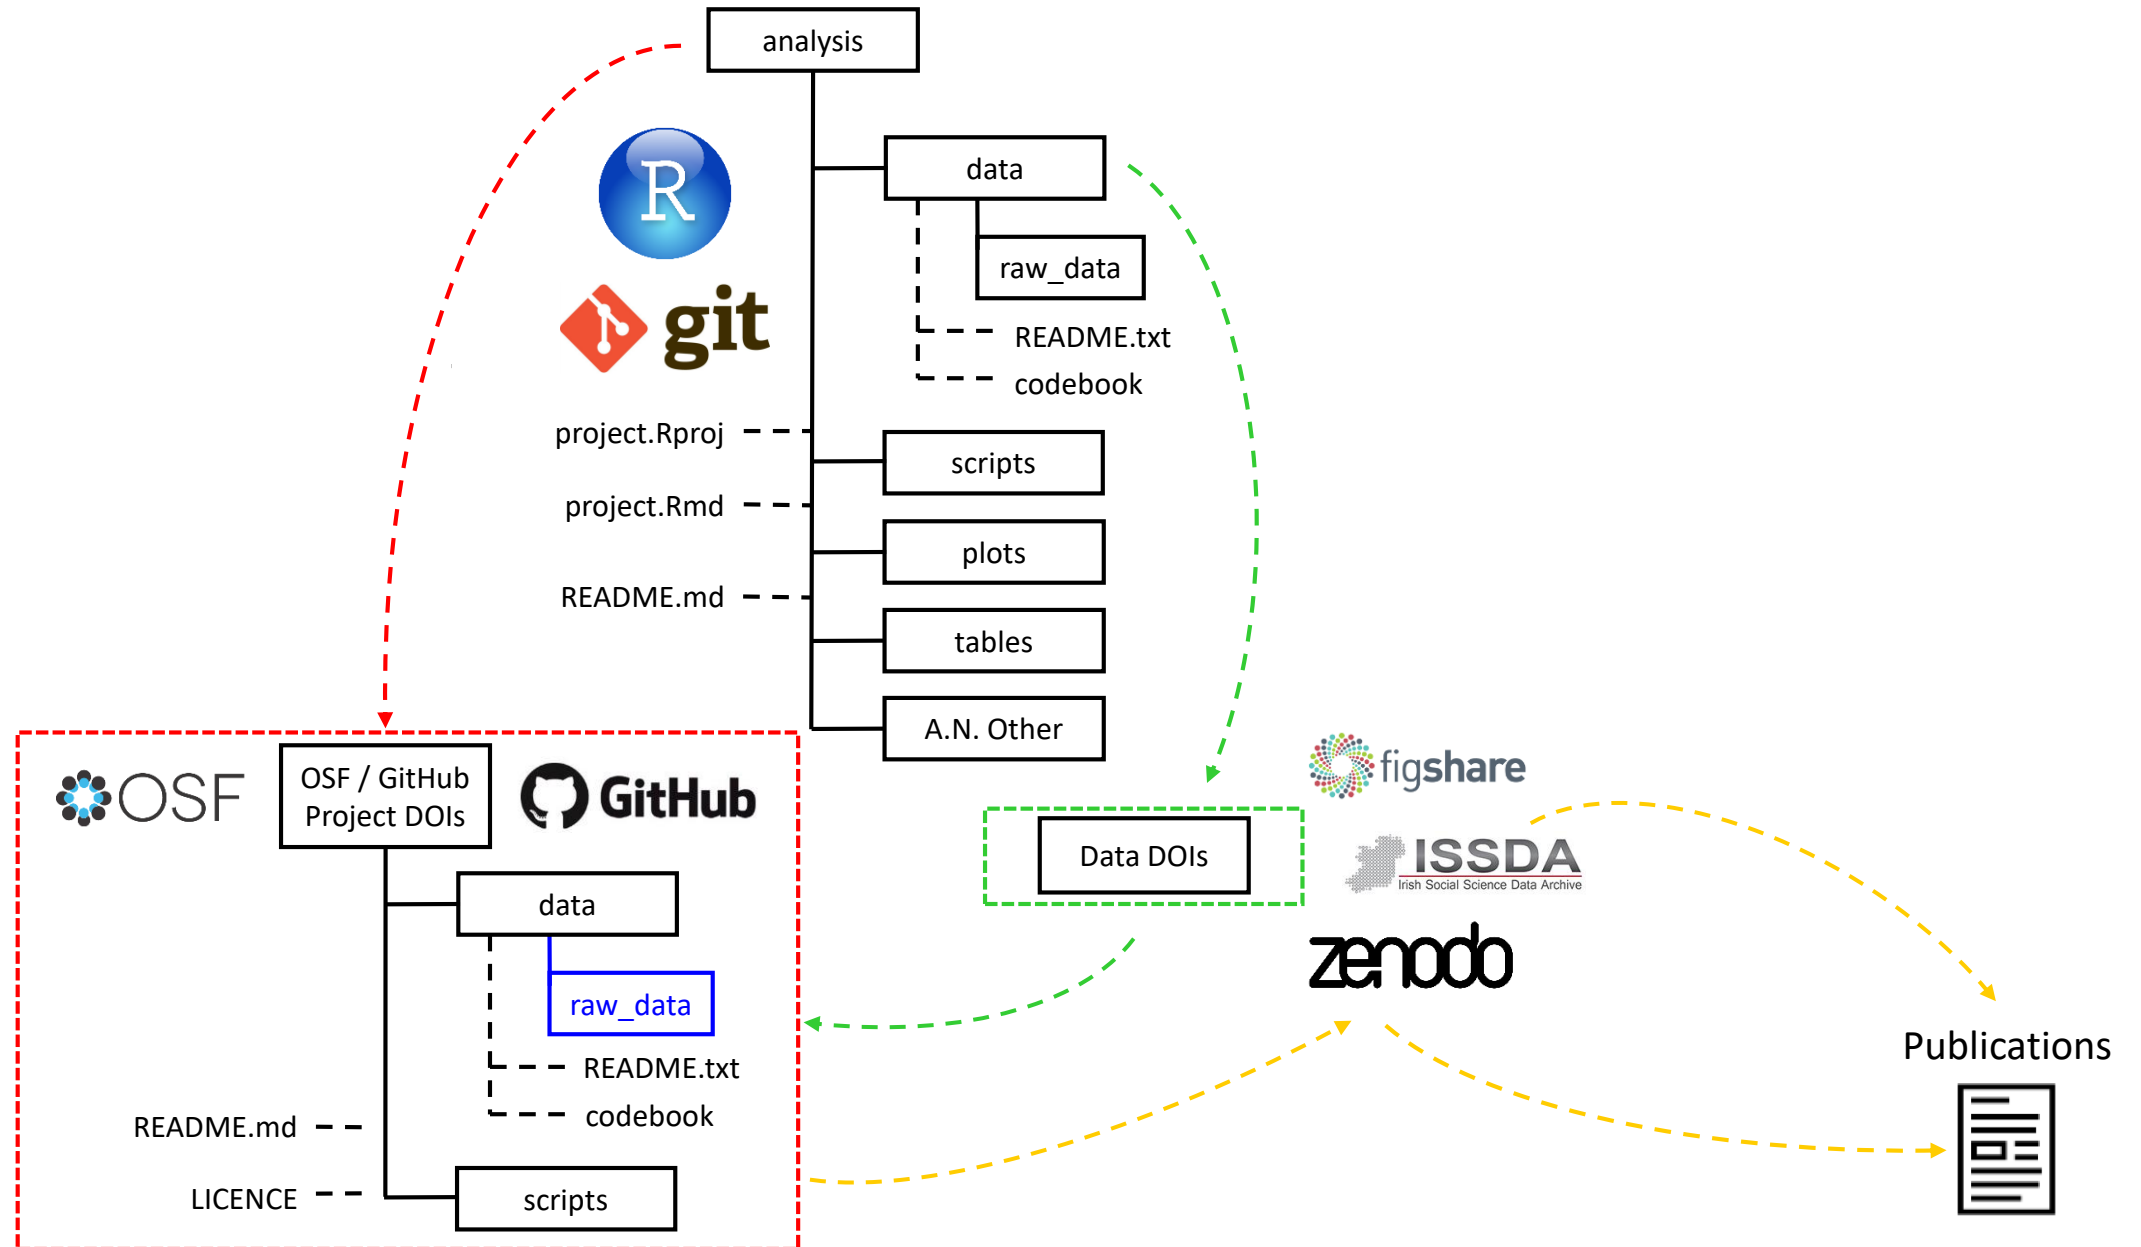 analysis
data
R
raw_data
git
README.txt
codebook
project.Rproj
scripts
project.Rmd
plots
README.md
tables
A.N. Other
figshare
OSF
OSF / GitHub
Project DOIs
GitHub
Data DOIs
ISSDA
Irish Social Science Data Archive
data
zenodo
raw_data
Publications
README.txt
codebook
README.md
LICENCE
scripts